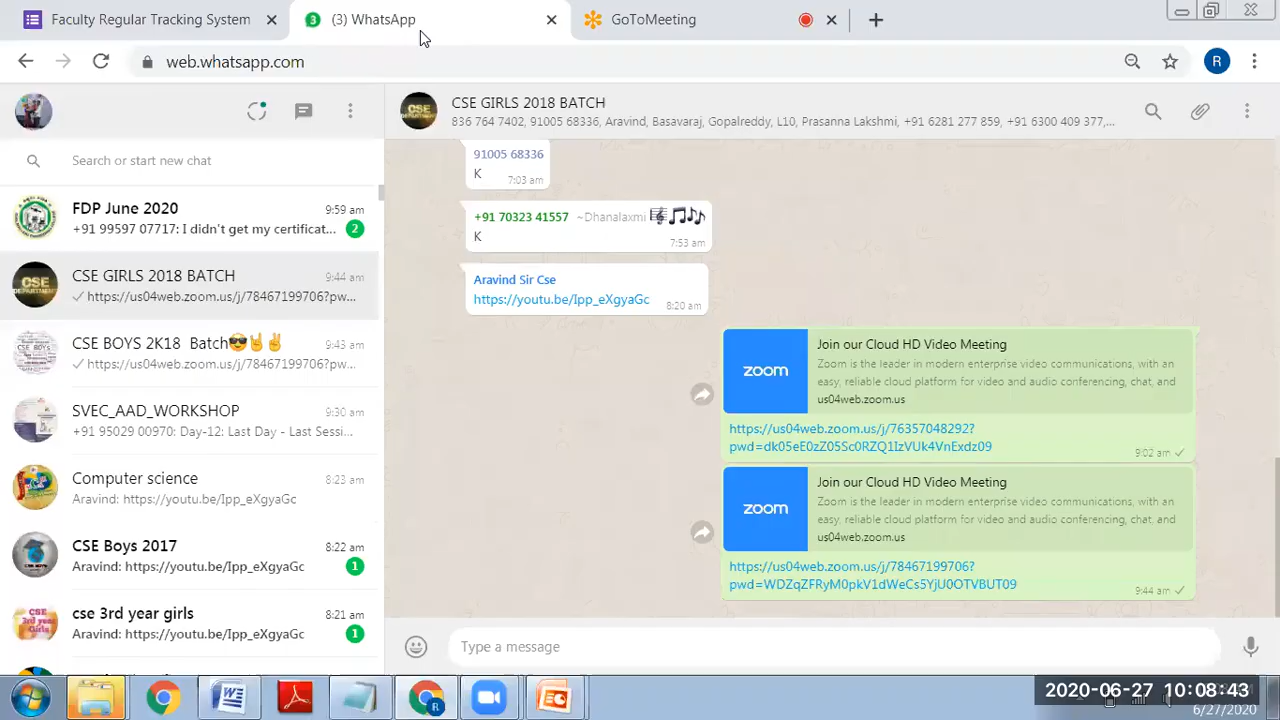 Faculty Regular Tracking System
3
(3) WhatsApp
GoToMeeting
web.whatsapp.com
R
CSE
CSE GIRLS 2018 BATCH
836 764 7402, 91005 68336, Aravind, Basavaraj, Gopalreddy, L10, Prasanna Lakshmi, +91 6281 277 859, +91 6300 409 377,...
Search or start new chat
FDP June 2020
9:59 am
+91 99597 07717: I didn't get my certificat...
2
CSE GIRLS 2018 BATCH
9:44 am
https://us04web.zoom.us/j/78467199706?pw...
CSE BOYS 2K18 Batch😎🤘✌
9:43 am
https://us04web.zoom.us/j/78467199706?pw...
SVEC_AAD_WORKSHOP
9:30 am
+91 95029 00970: Day-12: Last Day - Last Sessi...
Computer science
8:23 am
Aravind: https://youtu.be/Ipp_eXgyaGc
CSE Boys 2017
8:22 am
Aravind: https://youtu.be/Ipp_eXgyaGc
1
cse 3rd year girls
8:21 am
Aravind: https://youtu.be/Ipp_eXgyaGc
1
91005 68336
K
7:03 am
+91 70323 41557 ~Dhanalaxmi 🎼🎵🎶
K
7:53 am
Aravind Sir Cse
https://youtu.be/Ipp_eXgyaGc
8:20 am
zoom
Join our Cloud HD Video Meeting
Zoom is the leader in modern enterprise video communications, with an
easy, reliable cloud platform for video and audio conferencing, chat, and
us04web.zoom.us
https://us04web.zoom.us/j/76357048292?
pwd=dk05eE0zZ05Sc0RZQ1IzVUk4VnExdz09
9:02 am
zoom
Join our Cloud HD Video Meeting
Zoom is the leader in modern enterprise video communications, with an
easy, reliable cloud platform for video and audio conferencing, chat, and
us04web.zoom.us
https://us04web.zoom.us/j/78467199706?
pwd=WDZqZFRyM0pkV1dWeCs5YjU0OTVBUT09
9:44 am
Type a message
2020-06-27 10:08:43
6/27/2020